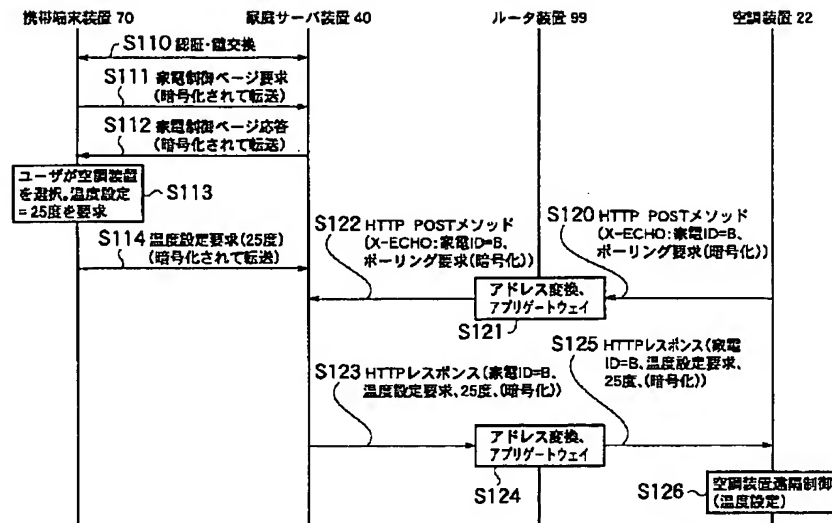 携帯端末装置 70
家庭サーバ装置 40
ルータ装置 99
空調装置 22
S110 認証・鍵交換
S111 家電制御ページ要求
(暗号化されて転送)
S112 家電制御ページ応答
(暗号化されて転送)
ユーザが空調装置
を選択。温度設定
=25度を要求
S113
S114 温度設定要求(25度)
(暗号化されて転送)
S122 HTTP POSTメソッド
(X-ECHO:家電ID=B、
ポーリング要求(暗号化))
S120 HTTP POSTメソッド
(X-ECHO:家電ID=B、
ポーリング要求(暗号化))
アドレス変換、
アプリゲートウェイ
S121
S123 HTTPレスポンス(家電ID=B、
温度設定要求、25度、(暗号化))
S125 HTTPレスポンス(家電
ID=B、温度設定要求、
25度、(暗号化))
アドレス変換、
アプリゲートウェイ
S124
S126
空調装置遠隔制御
(温度設定)